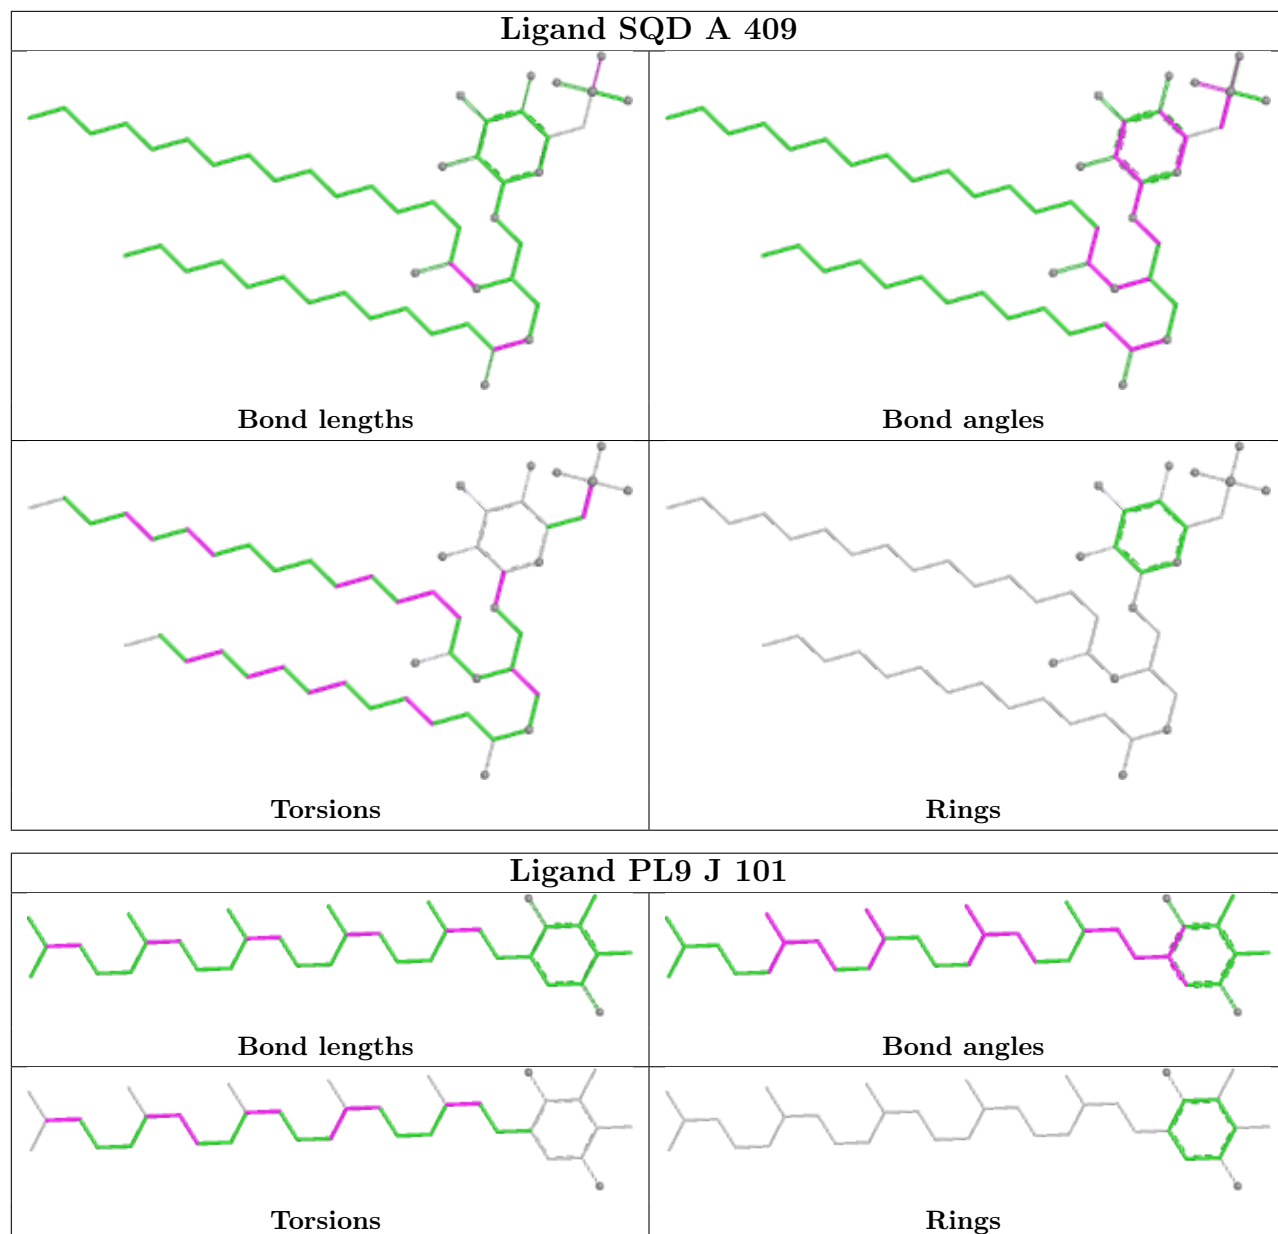 Ligand SQD A 409
Bond lengths
Bond angles
Torsions
Rings
Ligand PL9 J 101
Bond lengths
Bond angles
Torsions
Rings